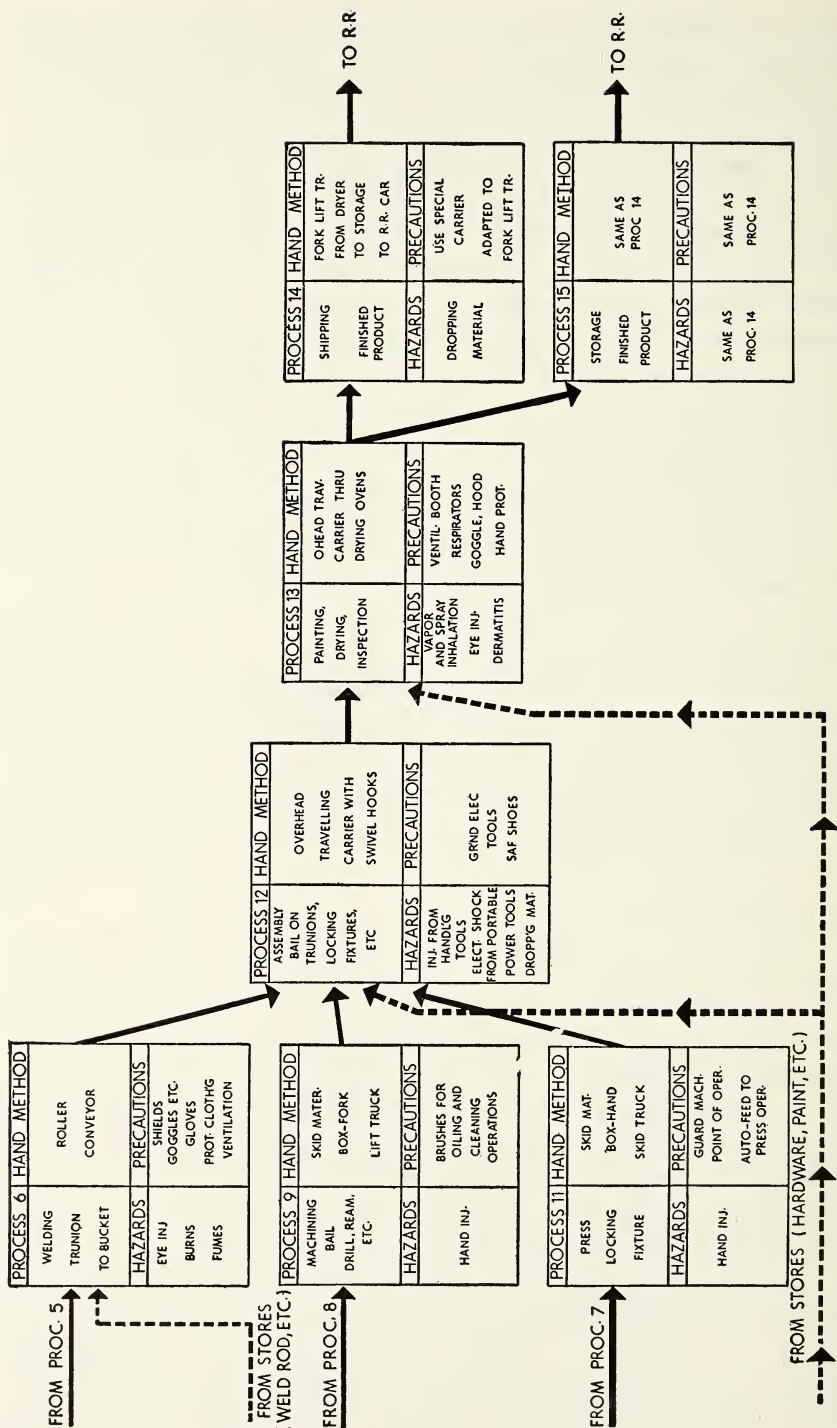 FROM PROC. 5
PROCESS 6 HAND METHOD
WELDING
TRUNION
TO BUCKET
ROLLER
CONVEYOR
HAZARDS PRECAUTIONS
EYE INJ
BURNS
FUMES
SHIELDS
GOGGLES ETC.
GLOVES
PROT. CLOTH'G
VENTILATION
FROM STORES
WELD ROD, ETC.)
FROM PROC. 8
PROCESS 9 HAND METHOD
MACHINING
BAIL
DRILL, REAM,
ETC.
SKID MATER.
BOX-FORK
LIFT TRUCK
HAZARDS PRECAUTIONS
HAND INJ.
BRUSHES FOR
OILING AND
CLEANING
OPERATIONS
FROM PROC. 7
PROCESS 11 HAND METHOD
PRESS
LOCKING
FIXTURE
SKID MAT.
BOX-HAND
SKID TRUCK
HAZARDS PRECAUTIONS
HAND INJ.
GUARD MACH.
POINT OF OPER.
AUTO-FEED TO
PRESS OPER.
FROM STORES (HARDWARE, PAINT, ETC.)
PROCESS 12 HAND METHOD
ASSEMBLY
BAIL ON
TRUNIONS,
LOCKING
FIXTURES,
ETC
OVERHEAD
TRAVELLING
CARRIER WITH
SWIVEL HOOKS
HAZARDS PRECAUTIONS
INJ. FROM
HANDL'G
TOOLS
ELECT. SHOCK
FROM PORTABLE
POWER TOOLS
DROPP'G MAT.
GR'ND ELEC
TOOLS
SAF SHOES
PROCESS 13 HAND METHOD
PAINTING,
DRYING,
INSPECTION
OHEAD TRAV.
CARRIER THRU
DRYING OVENS
HAZARDS PRECAUTIONS
VAPOR
AND SPRAY
INHALATION
EYE INJ.
DERMATITIS
VENTIL. BOOTH
RESPIRATORS
GOGGLE, HOOD
HAND PROT.
PROCESS 14 HAND METHOD
SHIPPING
FINISHED
PRODUCT
FORK LIFT TR.
FROM DRYER
TO STORAGE
TO R.R. CAR
HAZARDS PRECAUTIONS
DROPPING
MATERIAL
USE SPECIAL
CARRIER
ADAPTED TO
FORK LIFT TR.
TO R.R.
PROCESS 15 HAND METHOD
STORAGE
FINISHED
PRODUCT
SAME AS
PROC 14
HAZARDS PRECAUTIONS
SAME AS
PROC. 14
SAME AS
PROC. 14
TO R.R.